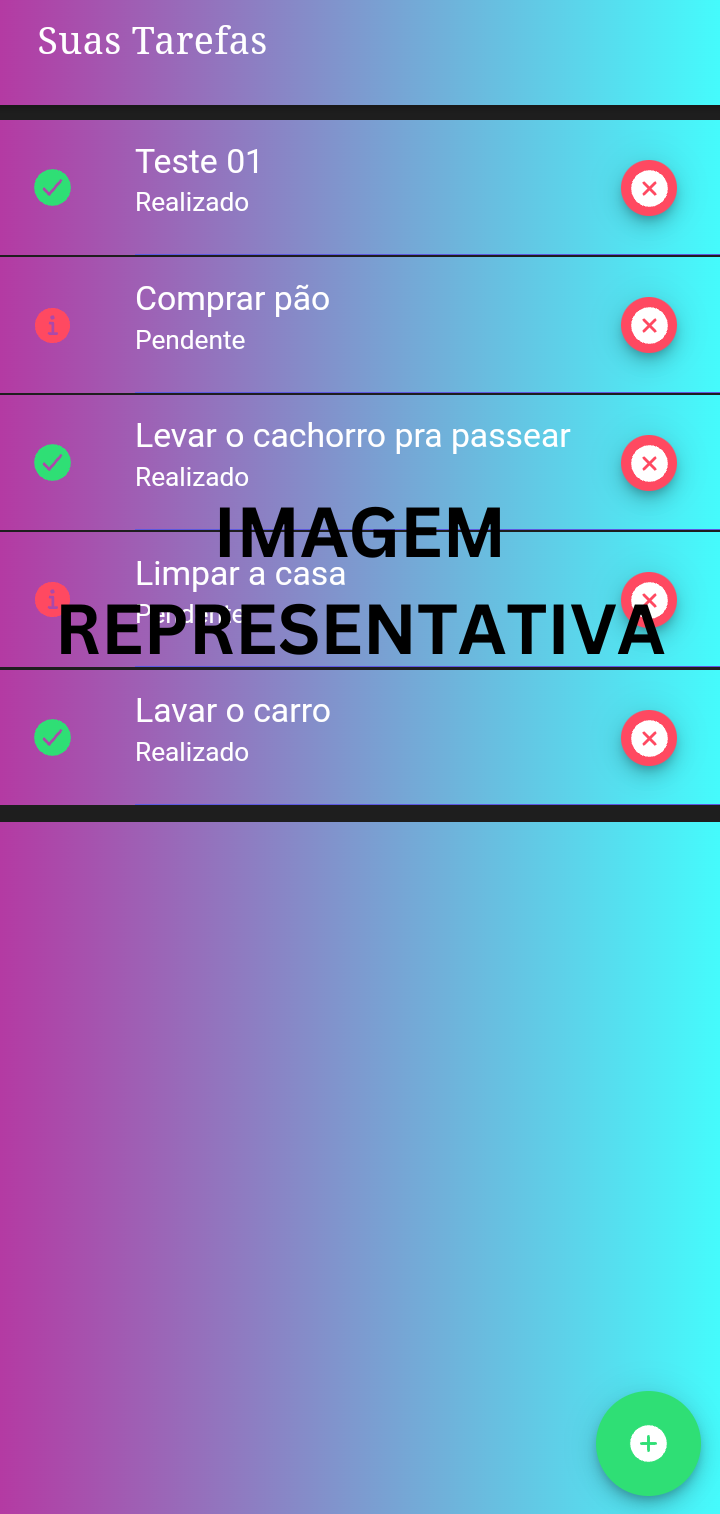 Suas Tarefas
Teste 01
Realizado
Comprar pão
Pendente
Levar o cachorro pra passear
Realizado
IMAGEM
Limpar a casa
Pendente
REPRESENTATIVA
Lavar o carro
Realizado